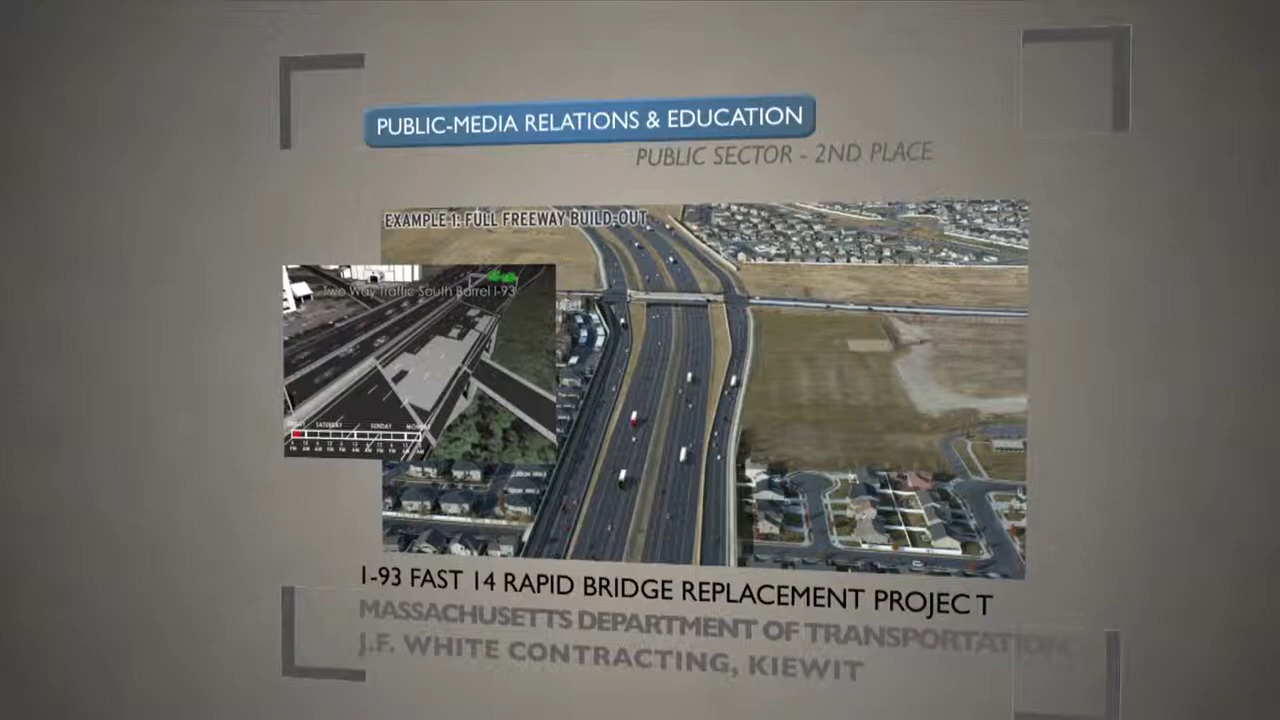 PUBLIC-MEDIA RELATIONS & EDUCATION
PUBLIC SECTOR - 2ND PLACE
EXAMPLE 1: FULL FREEWAY BUILD-OUT
Two Way Traffic South Barrel I-93
SATURDAY SUNDAY
I-93 FAST 14 RAPID BRIDGE REPLACEMENT PROJECT
MASSACHUSETTS DEPARTMENT OF TRANSPORTATION
J.F. WHITE CONTRACTING, KIEWIT